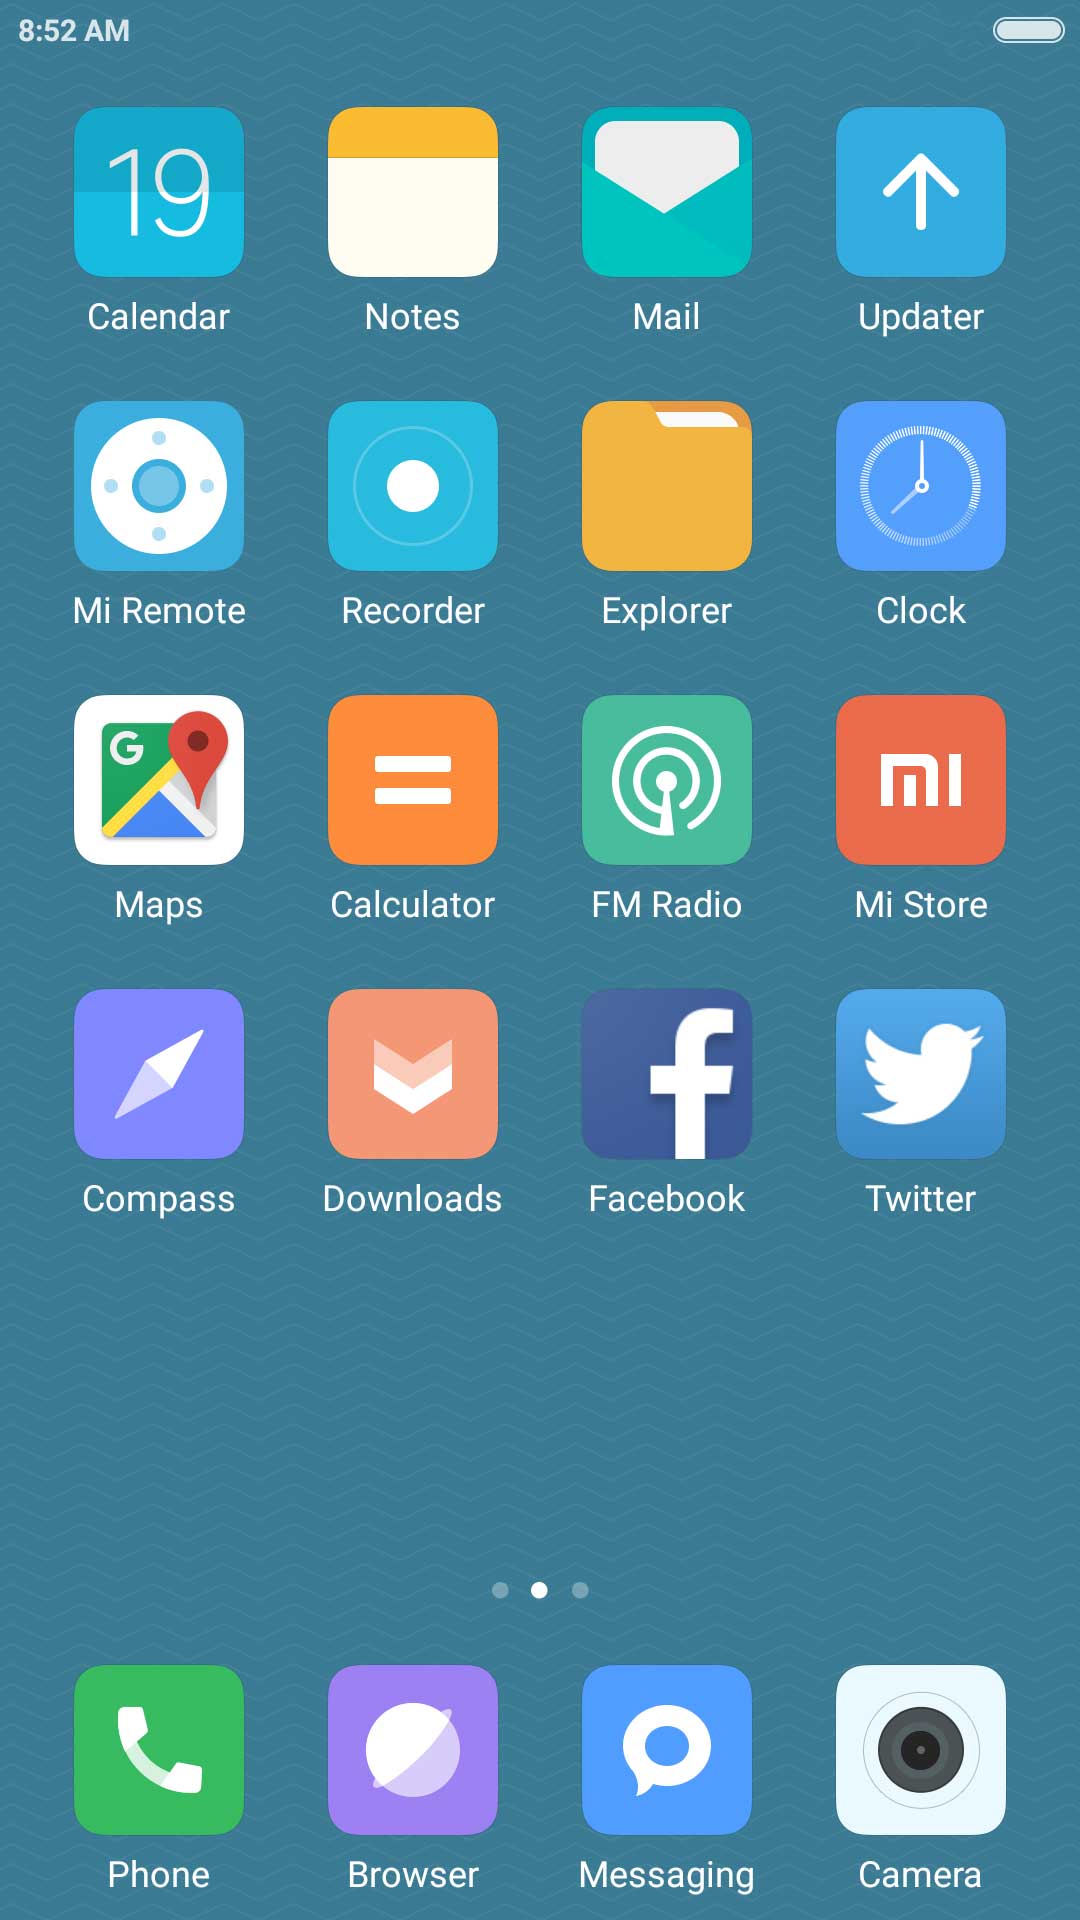 8:52 AM
19
Calendar
Notes
Mail
Updater
Mi Remote
Recorder
Explorer
Clock
G
mi
Maps
Calculator
FM Radio
Mi Store
f
Compass
Downloads
Facebook
Twitter
Phone
Browser
Messaging
Camera